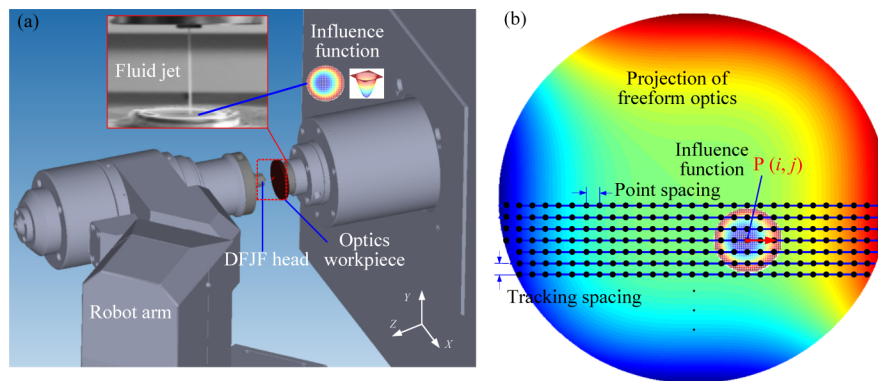 (a)
Influence
function
Fluid jet
DFJF head
Optics
workpiece
Robot arm
Y
Z
X
(b)
Projection of
freeform optics
Influence
function
P (i, j)
Point spacing
Tracking spacing